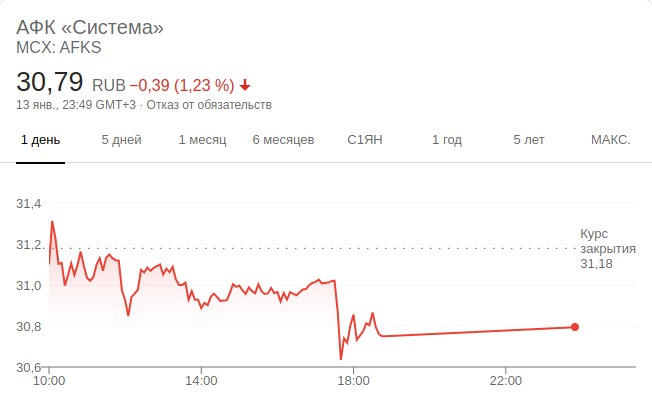 АФК «Система»
MCX: AFKS
30,79 RUB −0,39 (1,23 %)
13 янв., 23:49 GMT+3 · Отказ от обязательств
1 день 5 дней 1 месяц 6 месяцев С1ЯН 1 год 5 лет МАКС.
31,4
31,2
31,0
30,8
30,6
Курс
закрытия
31,18
10:00 14:00 18:00 22:00